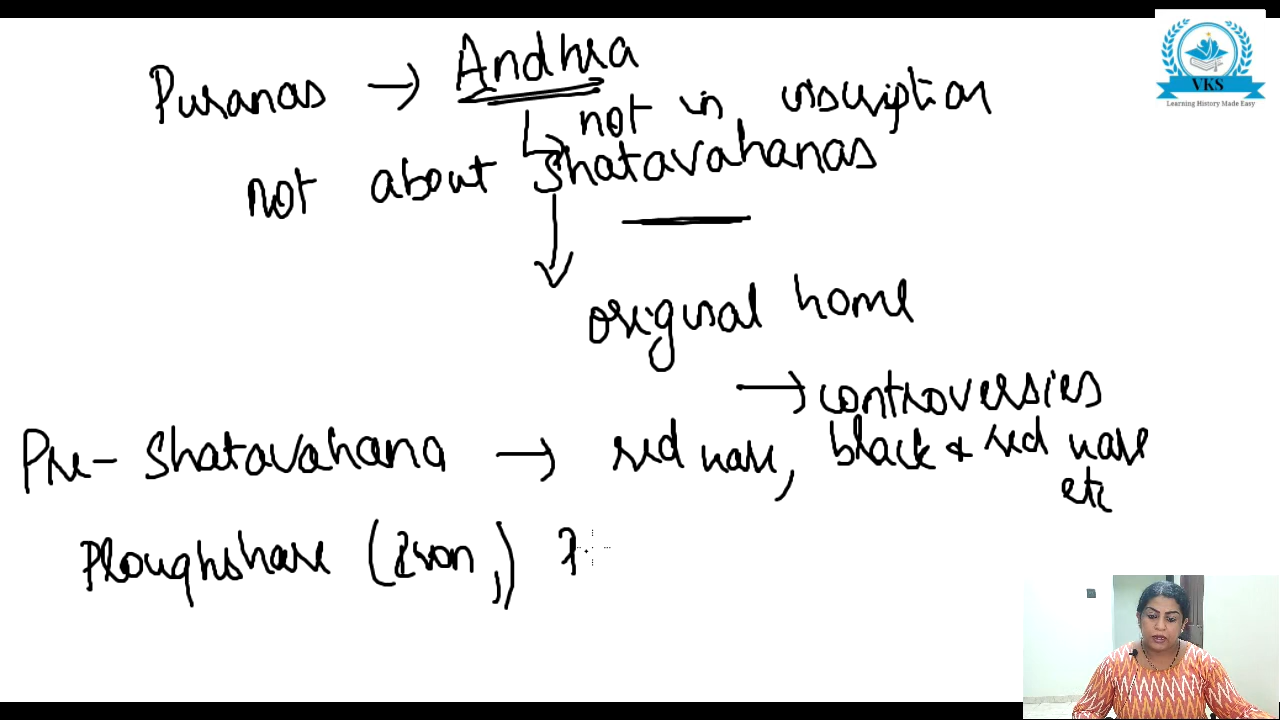 Puranas → Andhra
not in inscription
not about Shatavahanas
original home
→ controversies
Pre- Shatavahana → red ware, black & red ware
etc
Ploughshare (Iron,)
VKS
Learning History Made Easy